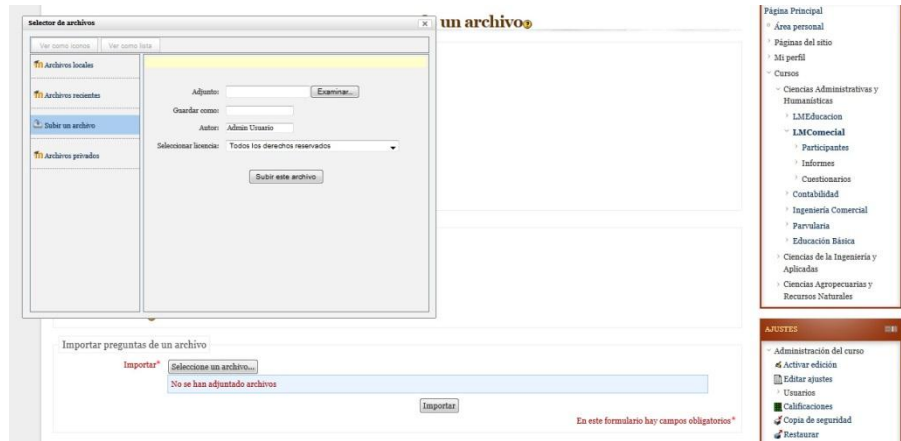 Selector de archivos
un archivo
Ver como iconos Ver como lista
Archivos locales
Archivos recientes
Subir un archivo
Archivos privados
Adjunto: Examinar...
Guardar como:
Autor: Admin Usuario
Seleccionar licencia: Todos los derechos reservados
Subir este archivo
Importar preguntas de un archivo
Importar* Seleccione un archivo...
No se han adjuntado archivos
Importar
En este formulario hay campos obligatorios*
Página Principal
Área personal
Páginas del sitio
Mi perfil
Cursos
Ciencias Administrativas y
Humanísticas
LMEducacion
LMComecial
Participantes
Informes
Cuestionarios
Contabilidad
Ingeniería Comercial
Parvularia
Educación Básica
Ciencias de la Ingeniería y
Aplicadas
Ciencias Agropecuarias y
Recursos Naturales
AJUSTES
Administración del curso
Activar edición
Editar ajustes
Usuarios
Calificaciones
Copia de seguridad
Restaurar